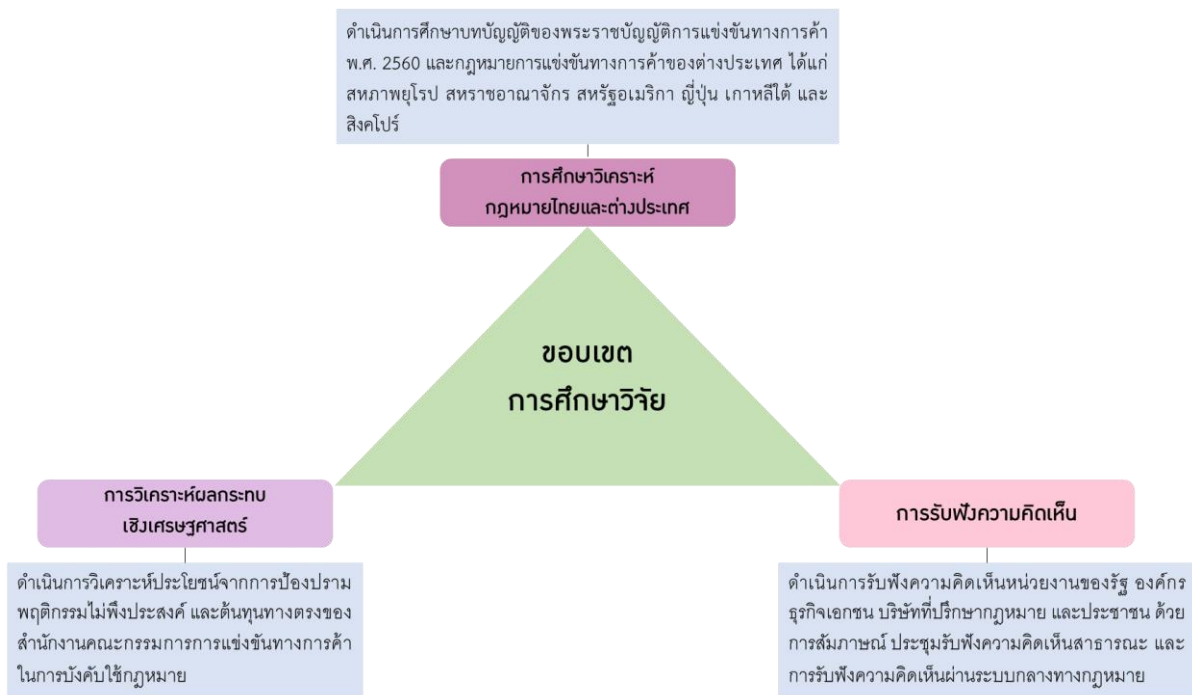 ดำเนินการศึกษาบทบัญญัติของพระราชบัญญัติการแข่งขันทางการค้า
พ.ศ. 2560 และกฎหมายการแข่งขันทางการค้าของต่างประเทศ ได้แก่
สหภาพยุโรป สหราชอาณาจักร สหรัฐอเมริกา ญี่ปุ่น เกาหลีใต้ และ
สิงคโปร์
การศึกษาวิเคราะห์
กฎหมายไทยและต่างประเทศ
ขอบเขต
การศึกษาวิจัย
การวิเคราะห์ผลกระทบ
เชิงเศรษฐศาสตร์
ดำเนินการวิเคราะห์ประโยชน์จากการป้องปราม
พฤติกรรมไม่พึงประสงค์ และต้นทุนทางตรงของ
สำนักงานคณะกรรมการการแข่งขันทางการค้า
ในการบังคับใช้กฎหมาย
การรับฟังความคิดเห็น
ดำเนินการรับฟังความคิดเห็นหน่วยงานของรัฐ องค์กร
ธุรกิจเอกชน บริษัทที่ปรึกษากฎหมาย และประชาชน ด้วย
การสัมภาษณ์ ประชุมรับฟังความคิดเห็นสาธารณะ และ
การรับฟังความคิดเห็นผ่านระบบกลางทางกฎหมาย